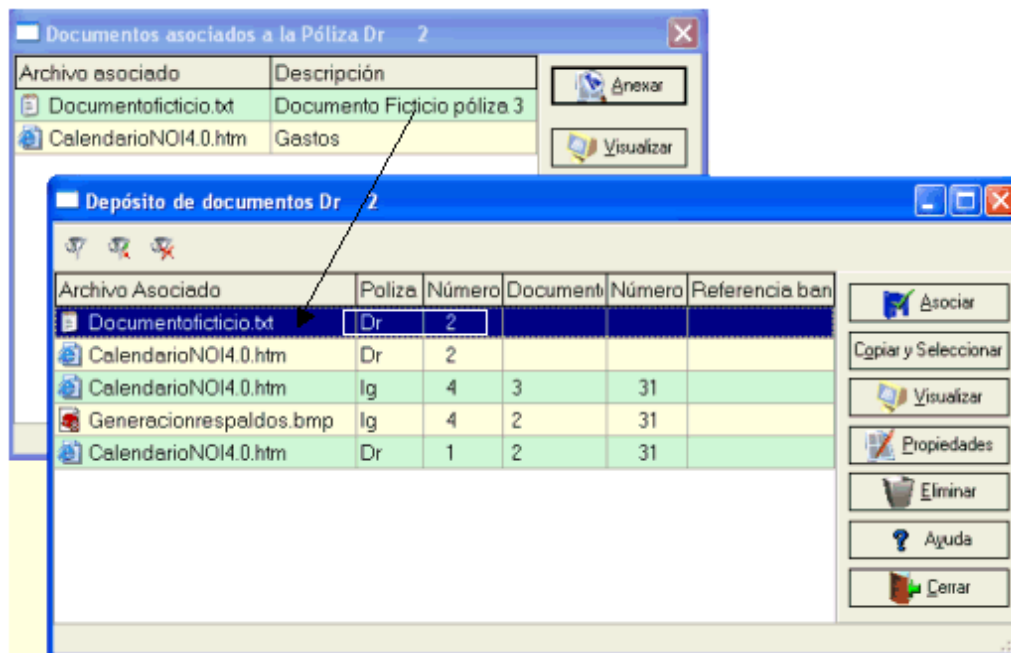 Documentos asociados a la Póliza Dr 2
Archivo asociado Descripción
Documentoficticio.txt Documento Ficticio póliza 3
CalendarioNOI4.0.htm Gastos
Anexar
Visualizar
Depósito de documentos Dr 2
Archivo Asociado Poliza Número Documento Número Referencia ban
Documentoficticio.txt Dr 2
CalendarioNOI4.0.htm Dr 2
CalendarioNOI4.0.htm Ig 4 3 31
Generacionrespaldos.bmp Ig 4 2 31
CalendarioNOI4.0.htm Dr 1 2 31
Asociar
Copiar y Seleccionar
Visualizar
Propiedades
Eliminar
Ayuda
Cerrar